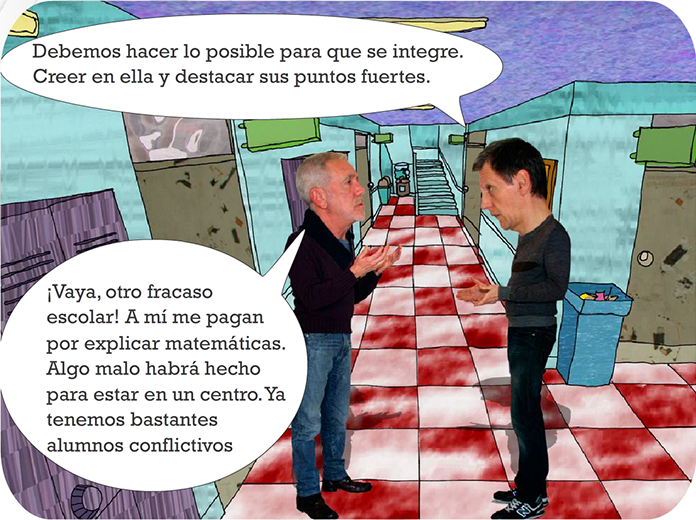 Debemos hacer lo posible para que se integre.
Creer en ella y destacar sus puntos fuertes.
¡Vaya, otro fracaso
escolar! A mí me pagan
por explicar matemáticas.
Algo malo habrá hecho
para estar en un centro. Ya
tenemos bastantes
alumnos conflictivos